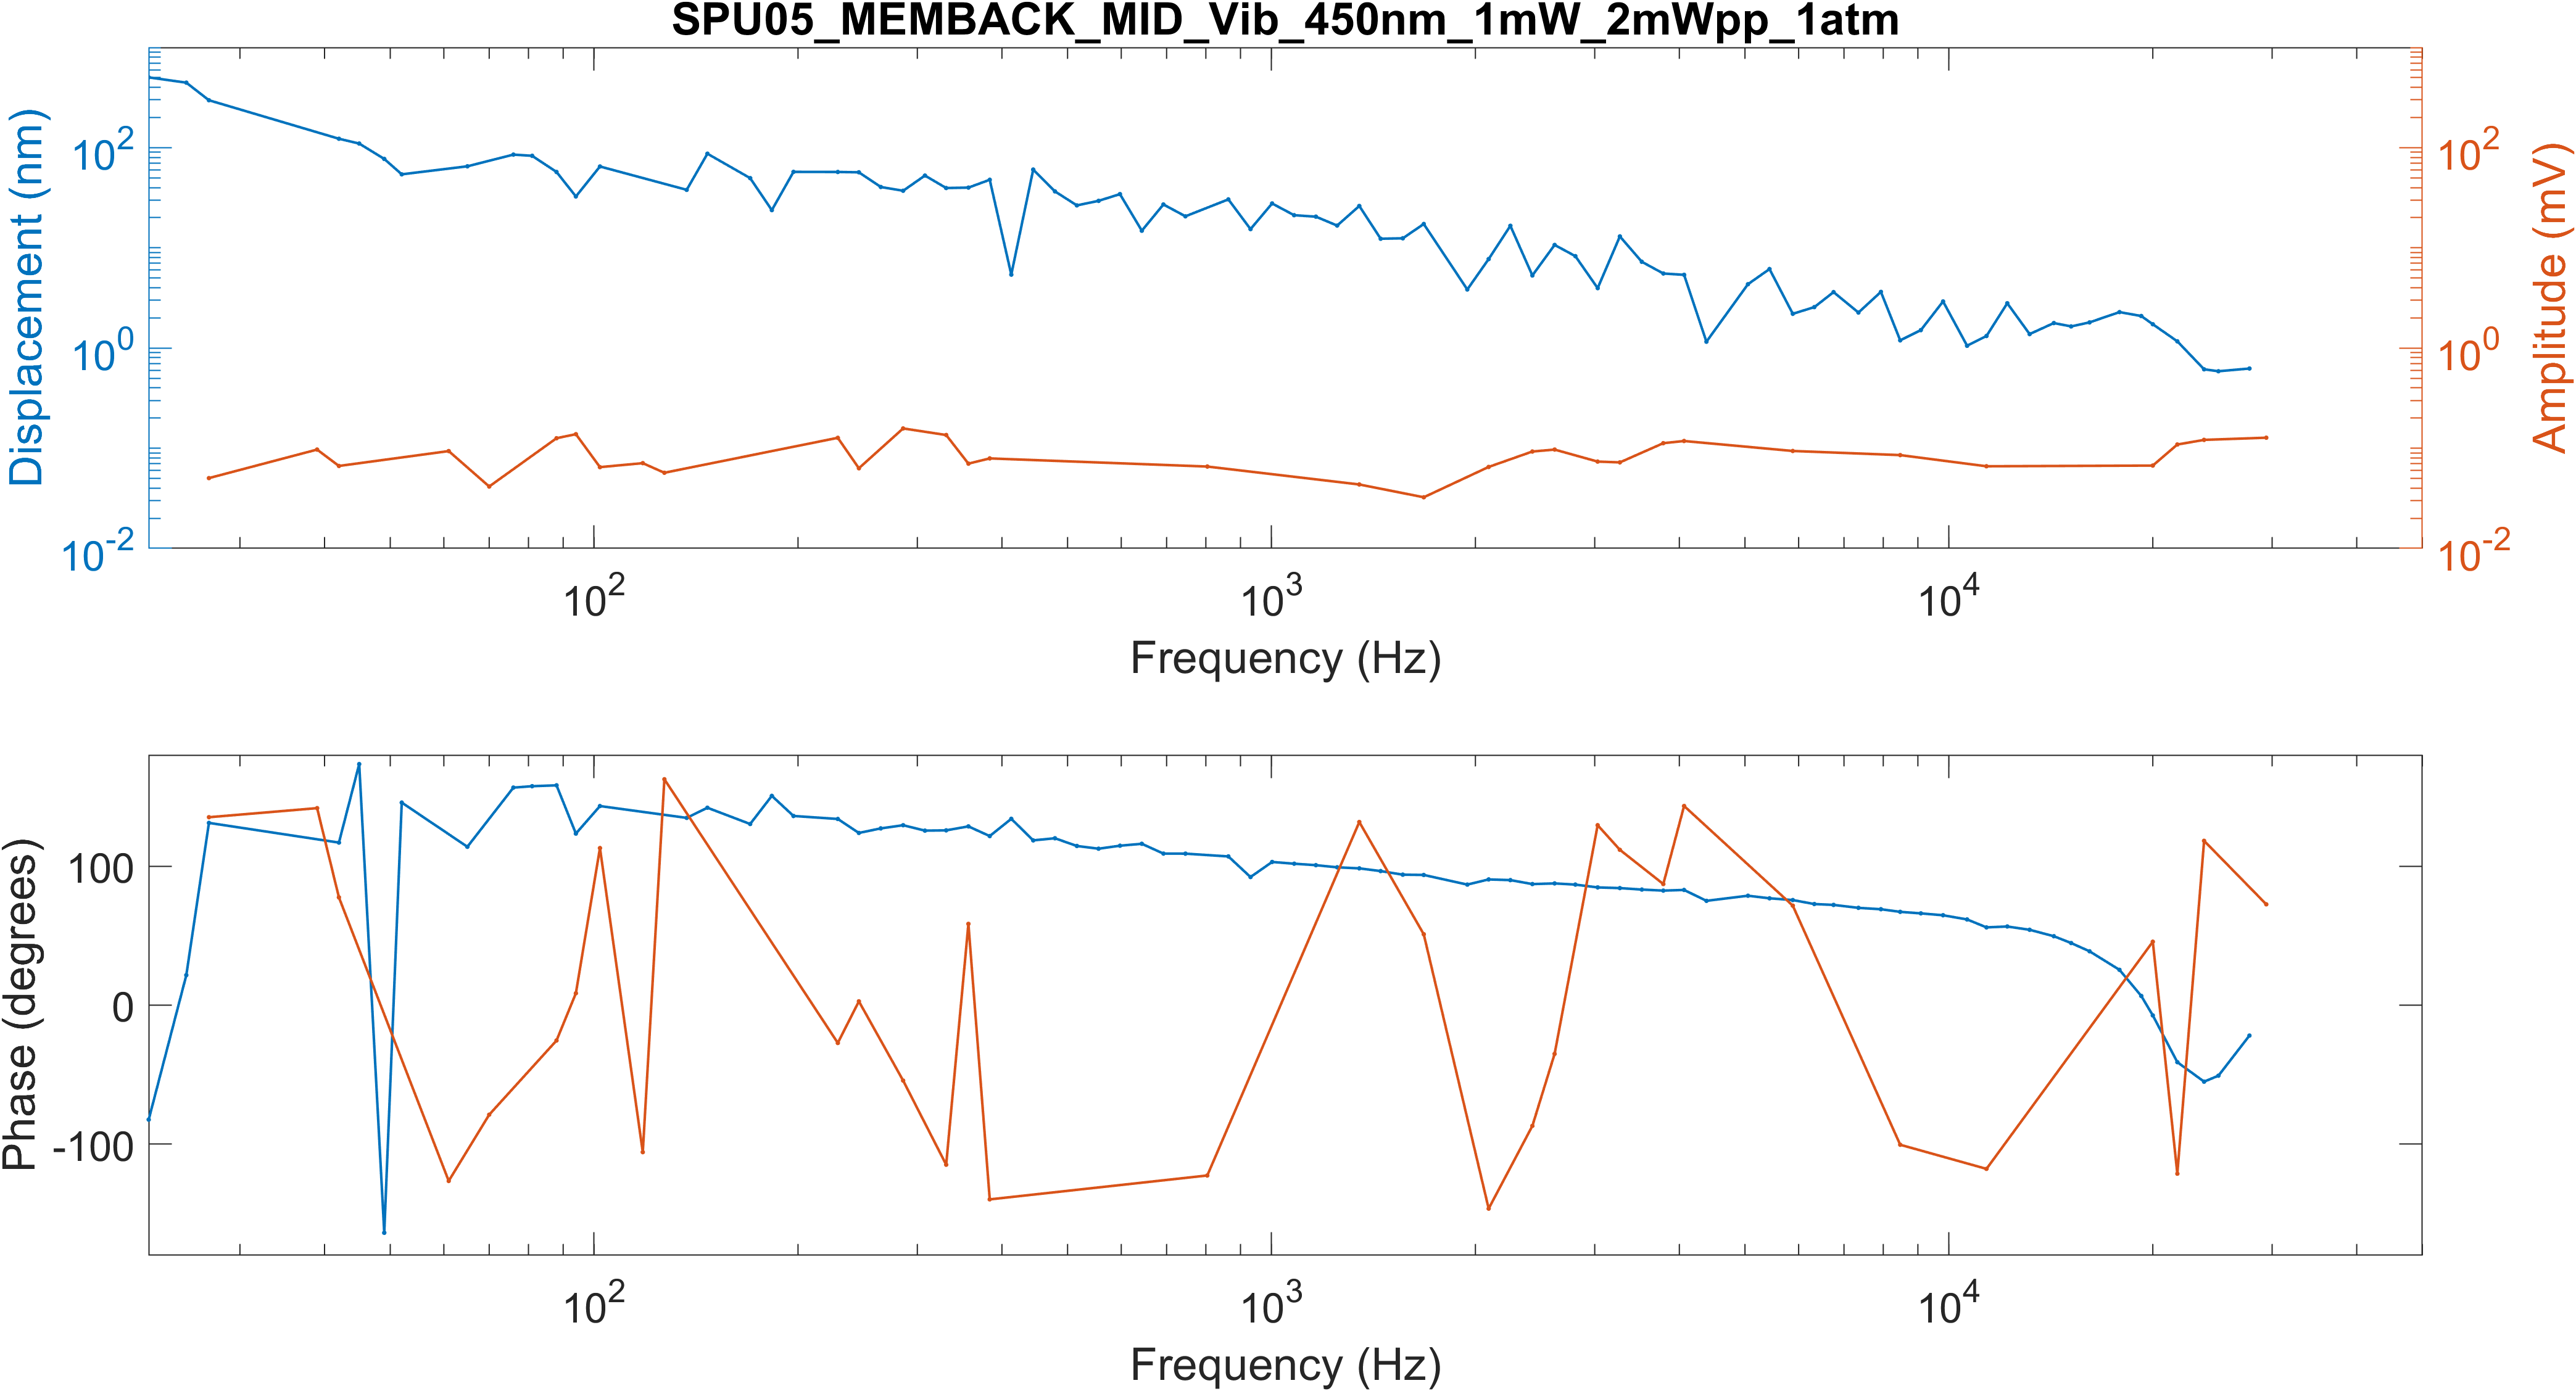 SPU05_MEMBACK_MID_Vib_450nm_1mW_2mWpp_1atm
Displacement (nm)
10^2
10^0
10^-2
Amplitude (mV)
10^2
10^0
10^-2
10^2 10^3 10^4
Frequency (Hz)
Phase (degrees)
100
0
-100
10^2 10^3 10^4
Frequency (Hz)